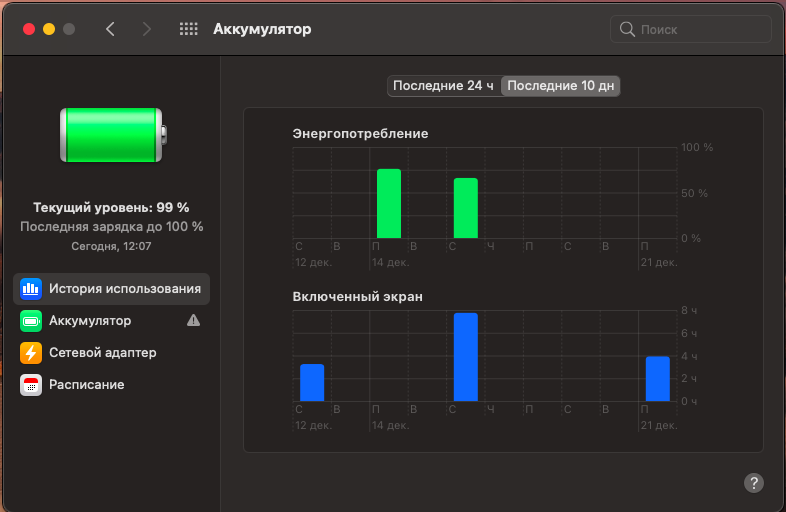 Аккумулятор
Поиск
Последние 24 ч
Последние 10 дн
Текущий уровень: 99 %
Последняя зарядка до 100 %
Сегодня, 12:07
История использования
Аккумулятор
Сетевой адаптер
Расписание
Энергопотребление
100 %
50 %
0 %
С В П В С Ч П С В П
12 дек. 14 дек. 21 дек.
Включенный экран
8 ч
6 ч
4 ч
2 ч
0 ч
С В П В С Ч П С В П
12 дек. 14 дек. 21 дек.
?